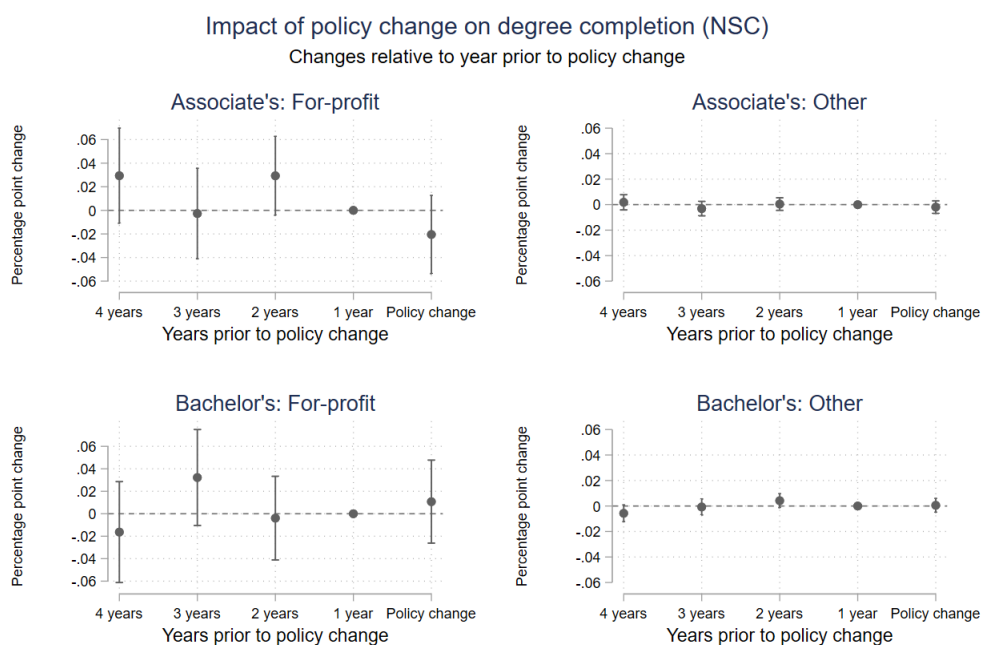 Impact of policy change on degree completion (NSC)
Changes relative to year prior to policy change
Associate's: For-profit
Percentage point change
.06
.04
.02
0
-.02
-.04
-.06
4 years 3 years 2 years 1 year Policy change
Years prior to policy change
Associate's: Other
Percentage point change
.06
.04
.02
0
-.02
-.04
-.06
4 years 3 years 2 years 1 year Policy change
Years prior to policy change
Bachelor's: For-profit
Percentage point change
.06
.04
.02
0
-.02
-.04
-.06
4 years 3 years 2 years 1 year Policy change
Years prior to policy change
Bachelor's: Other
Percentage point change
.06
.04
.02
0
-.02
-.04
-.06
4 years 3 years 2 years 1 year Policy change
Years prior to policy change